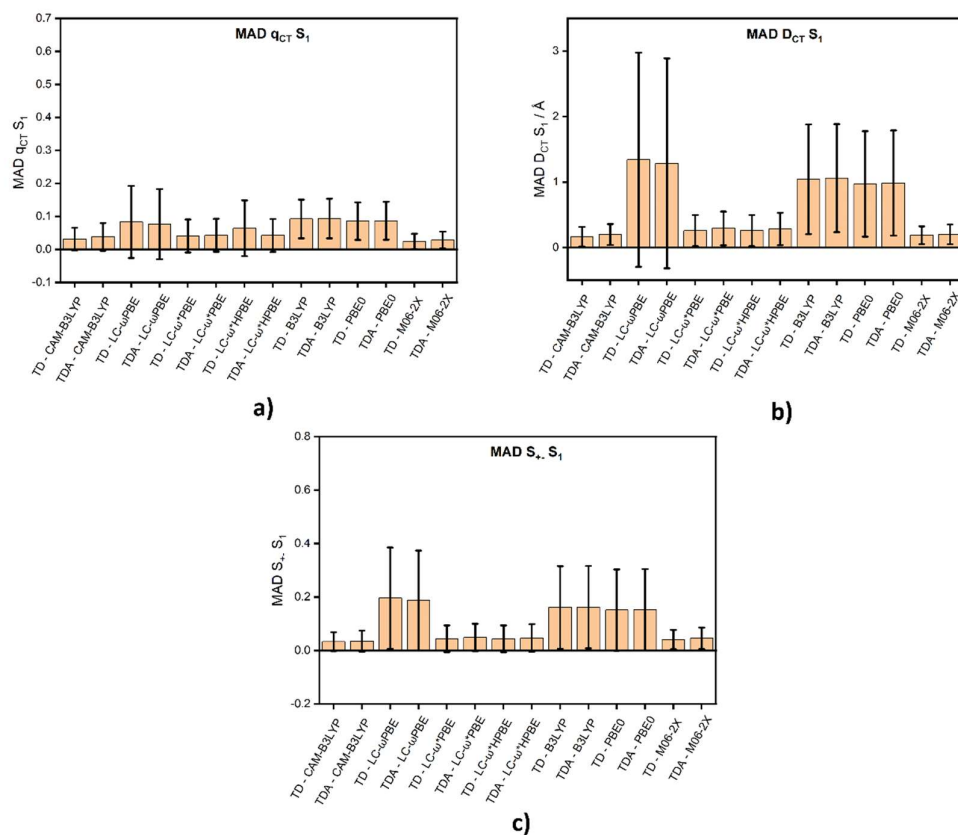 MAD qCT S1
MAD qCT S1
0.7
0.6
0.5
0.4
0.3
0.2
0.1
0.0
-0.1
TD - CAM-B3LYP
TDA - CAM-B3LYP
TD - LC-ωPBE
TDA - LC-ωPBE
TD - LC-ω*PBE
TDA - LC-ω*PBE
TD - LC-ω*HPBE
TDA - LC-ω*HPBE
TD - B3LYP
TDA - B3LYP
TD - PBE0
TDA - PBE0
TD - M06-2X
TDA - M06-2X
a)
MAD DCT S1
MAD DCT S1 / Å
3
2
1
0
TD - CAM-B3LYP
TDA - CAM-B3LYP
TD - LC-ωPBE
TDA - LC-ωPBE
TD - LC-ω*PBE
TDA - LC-ω*PBE
TD - LC-ω*HPBE
TDA - LC-ω*HPBE
TD - B3LYP
TDA - B3LYP
TD - PBE0
TDA - PBE0
TD - M06-2X
TDA - M06-2X
b)
MAD S+- S1
MAD S+- S1
0.8
0.6
0.4
0.2
0.0
-0.2
TD - CAM-B3LYP
TDA - CAM-B3LYP
TD - LC-ωPBE
TDA - LC-ωPBE
TD - LC-ω*PBE
TDA - LC-ω*PBE
TD - LC-ω*HPBE
TDA - LC-ω*HPBE
TD - B3LYP
TDA - B3LYP
TD - PBE0
TDA - PBE0
TD - M06-2X
TDA - M06-2X
c)